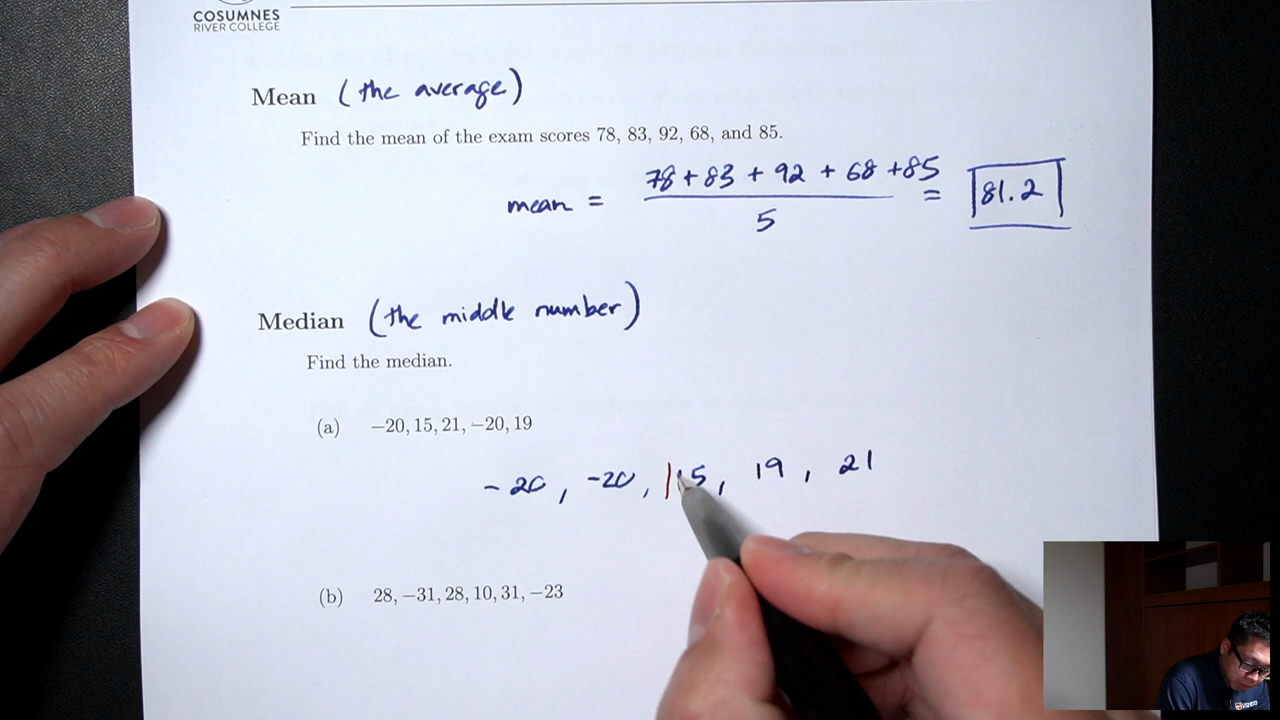 COSUMNES
RIVER COLLEGE
Mean (the average)
Find the mean of the exam scores 78, 83, 92, 68, and 85.
mean = 78+83+92+68+85 / 5 = 81.2
Median (the middle number)
Find the median.
(a) −20, 15, 21, −20, 19
-20, -20, 15, 19, 21
(b) 28, −31, 28, 10, 31, −23